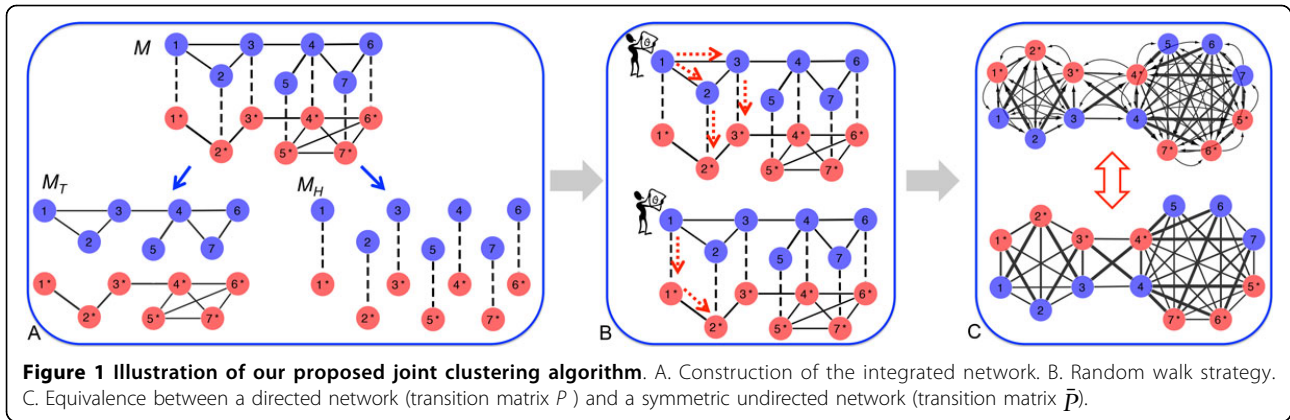 M
1 3 4 6
2 5 7
1* 3* 4* 6*
2* 5* 7*
M_T
1 3 4 6
2 5 7
1* 3* 4* 6*
2* 5* 7*
M_H
1 3 4 6
2 5 7
1* 3* 4* 6*
2* 5* 7*
A
G
1 3 4 6
2 5 7
1* 3* 4* 6*
2* 5* 7*
G
1 3 4 6
2 5 7
1* 3* 4* 6*
2* 5* 7*
B
2* 5 6
1* 3* 4* 7
1 3 4 5*
2 7* 6*
2* 5 6
1* 3* 4* 7
1 3 4 5*
2 7* 6*
C
Figure 1 Illustration of our proposed joint clustering algorithm. A. Construction of the integrated network. B. Random walk strategy.
C. Equivalence between a directed network (transition matrix P ) and a symmetric undirected network (transition matrix P̄).